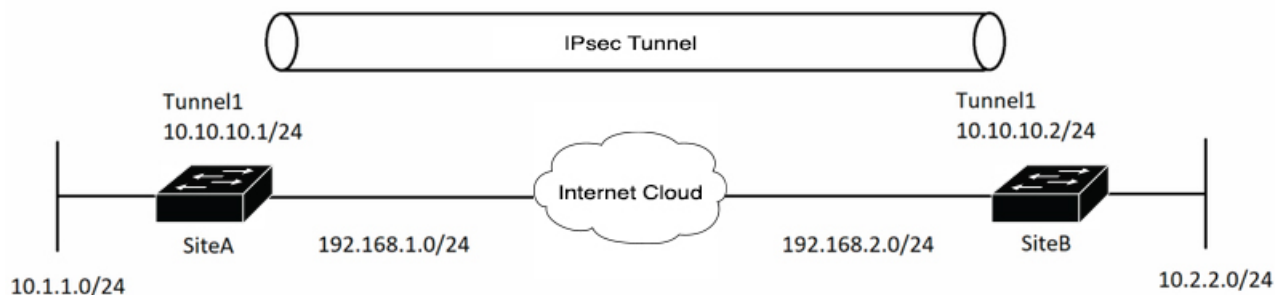 IPsec Tunnel
Tunnel1
10.10.10.1/24
Tunnel1
10.10.10.2/24
Internet Cloud
SiteA
192.168.1.0/24
192.168.2.0/24
SiteB
10.1.1.0/24
10.2.2.0/24